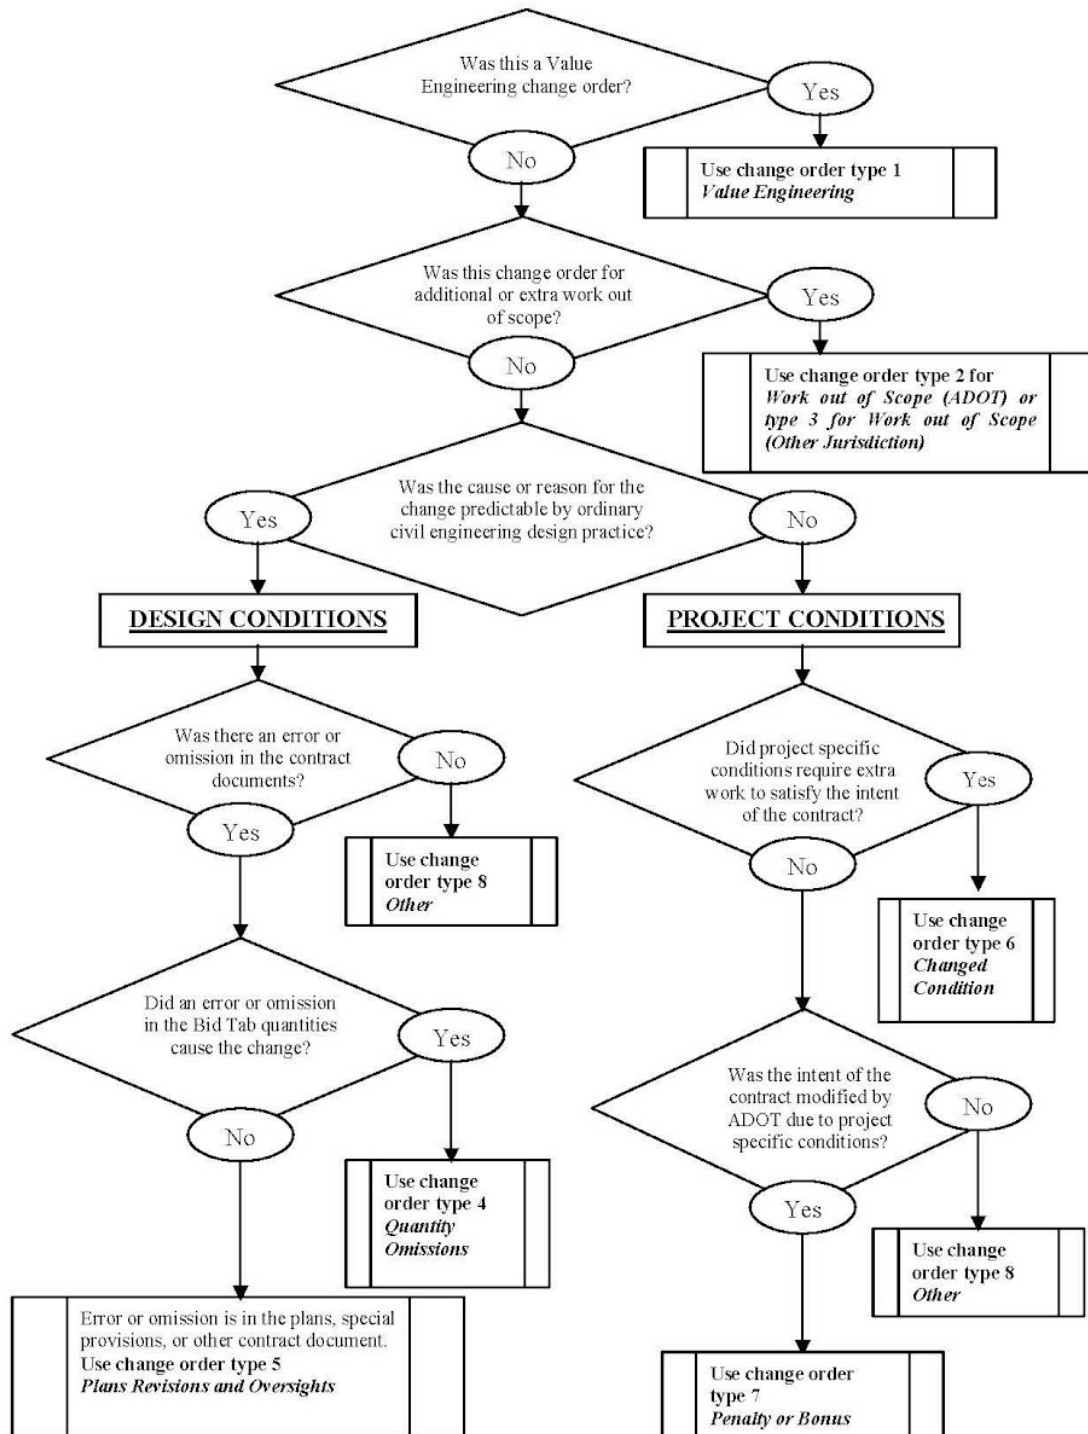 Was this a Value
Engineering change order?
Yes
No
Use change order type 1
Value Engineering
Was this change order for
additional or extra work out
of scope?
Yes
No
Use change order type 2 for
Work out of Scope (ADOT) or
type 3 for Work out of Scope
(Other Jurisdiction)
Was the cause or reason for the
change predictable by ordinary
civil engineering design practice?
Yes
No
DESIGN CONDITIONS
PROJECT CONDITIONS
Was there an error or
omission in the contract
documents?
No
Yes
Use change
order type 8
Other
Did project specific
conditions require extra
work to satisfy the intent
of the contract?
Yes
No
Use change
order type 6
Changed
Condition
Did an error or omission
in the Bid Tab quantities
cause the change?
Yes
No
Use change
order type 4
Quantity
Omissions
Was the intent of the
contract modified by
ADOT due to project
specific conditions?
No
Yes
Use change
order type 8
Other
Error or omission is in the plans, special
provisions, or other contract document.
Use change order type 5
Plans Revisions and Oversights
Use change order
type 7
Penalty or Bonus